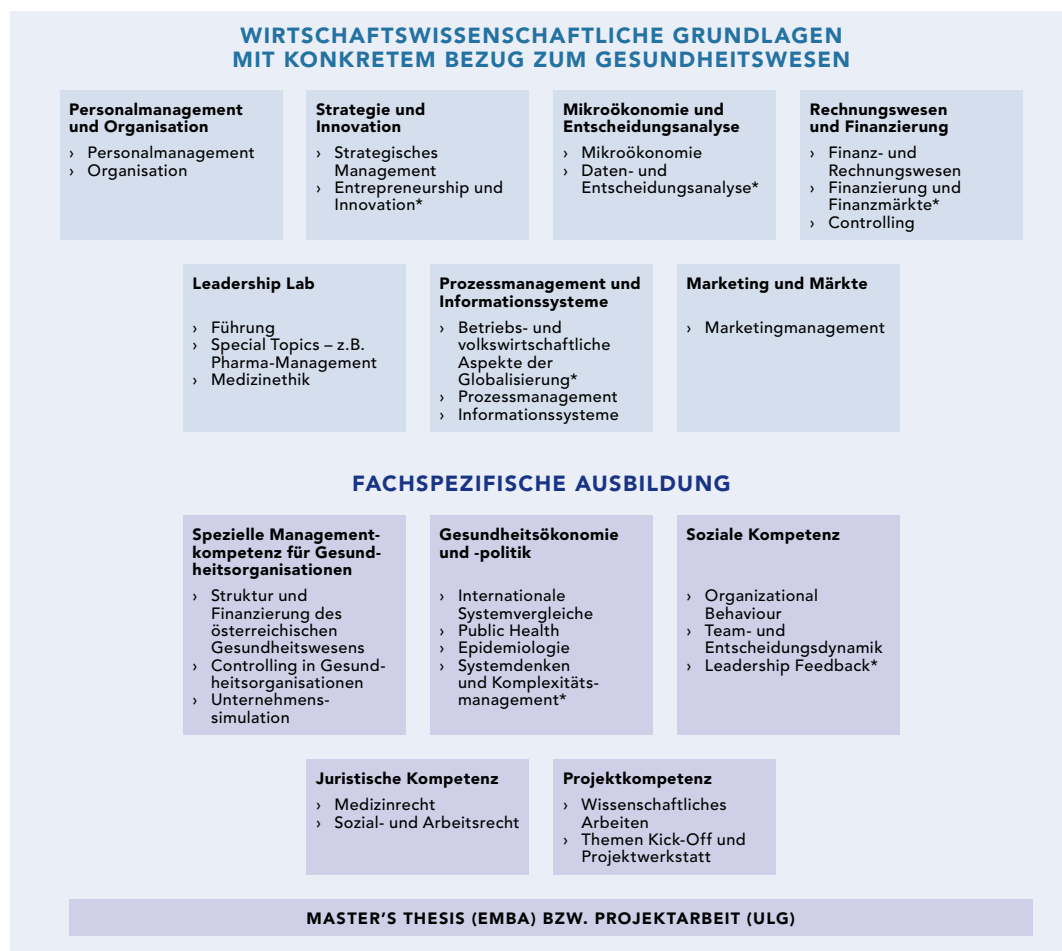 WIRTSCHAFTSWISSENSCHAFTLICHE GRUNDLAGEN
MIT KONKRETEM BEZUG ZUM GESUNDHEITSWESEN
Personalmanagement
und Organisation
› Personalmanagement
› Organisation
Strategie und
Innovation
› Strategisches
Management
› Entrepreneurship und
Innovation*
Mikroökonomie und
Entscheidungsanalyse
› Mikroökonomie
› Daten- und
Entscheidungsanalyse*
Rechnungswesen
und Finanzierung
› Finanz- und
Rechnungswesen
› Finanzierung und
Finanzmärkte*
› Controlling
Leadership Lab
› Führung
› Special Topics – z.B.
Pharma-Management
› Medizinethik
Prozessmanagement und
Informationssysteme
› Betriebs- und
volkswirtschaftliche
Aspekte der
Globalisierung*
› Prozessmanagement
› Informationssysteme
Marketing und Märkte
› Marketingmanagement
FACHSPEZIFISCHE AUSBILDUNG
Spezielle Management-
kompetenz für Gesund-
heitsorganisationen
› Struktur und
Finanzierung des
österreichischen
Gesundheitswesens
› Controlling in Gesund-
heitsorganisationen
› Unternehmens-
simulation
Gesundheitsökonomie
und -politik
› Internationale
Systemvergleiche
› Public Health
› Epidemiologie
› Systemdenken
und Komplexitäts-
management*
Soziale Kompetenz
› Organizational
Behaviour
› Team- und
Entscheidungsdynamik
› Leadership Feedback*
Juristische Kompetenz
› Medizinrecht
› Sozial- und Arbeitsrecht
Projektkompetenz
› Wissenschaftliches
Arbeiten
› Themen Kick-Off und
Projektwerkstatt
MASTER'S THESIS (EMBA) BZW. PROJEKTARBEIT (ULG)